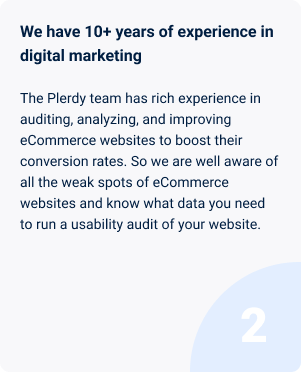 We have 10+ years of experience in
digital marketing
The Plerdy team has rich experience in
auditing, analyzing, and improving
eCommerce websites to boost their
conversion rates. So we are well aware of
all the weak spots of eCommerce
websites and know what data you need
to run a usability audit of your website.
2